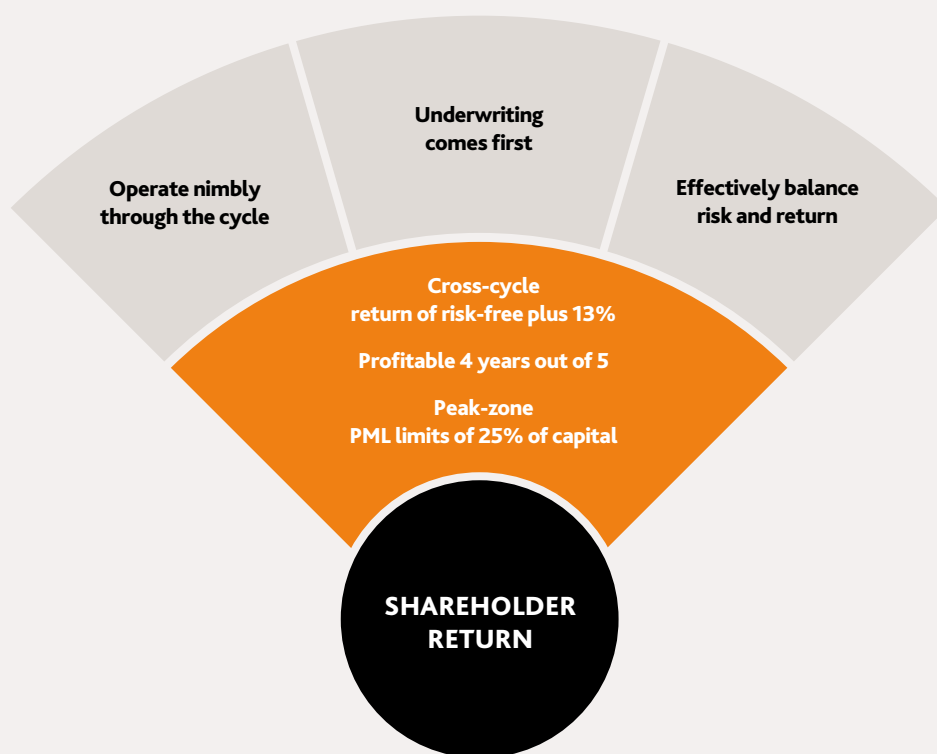 Underwriting
comes first
Operate nimbly
through the cycle
Effectively balance
risk and return
Cross-cycle
return of risk-free plus 13%
Profitable 4 years out of 5
Peak-zone
PML limits of 25% of capital
SHAREHOLDER
RETURN